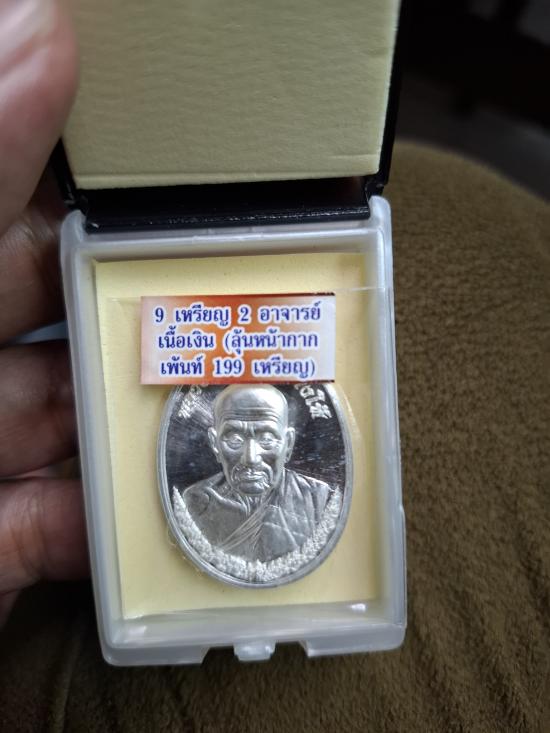 9 เหรียญ 2 อาจารย์
เนื้อเงิน (ลุ้นหน้ากาก
เพ้นท์ 199 เหรียญ)